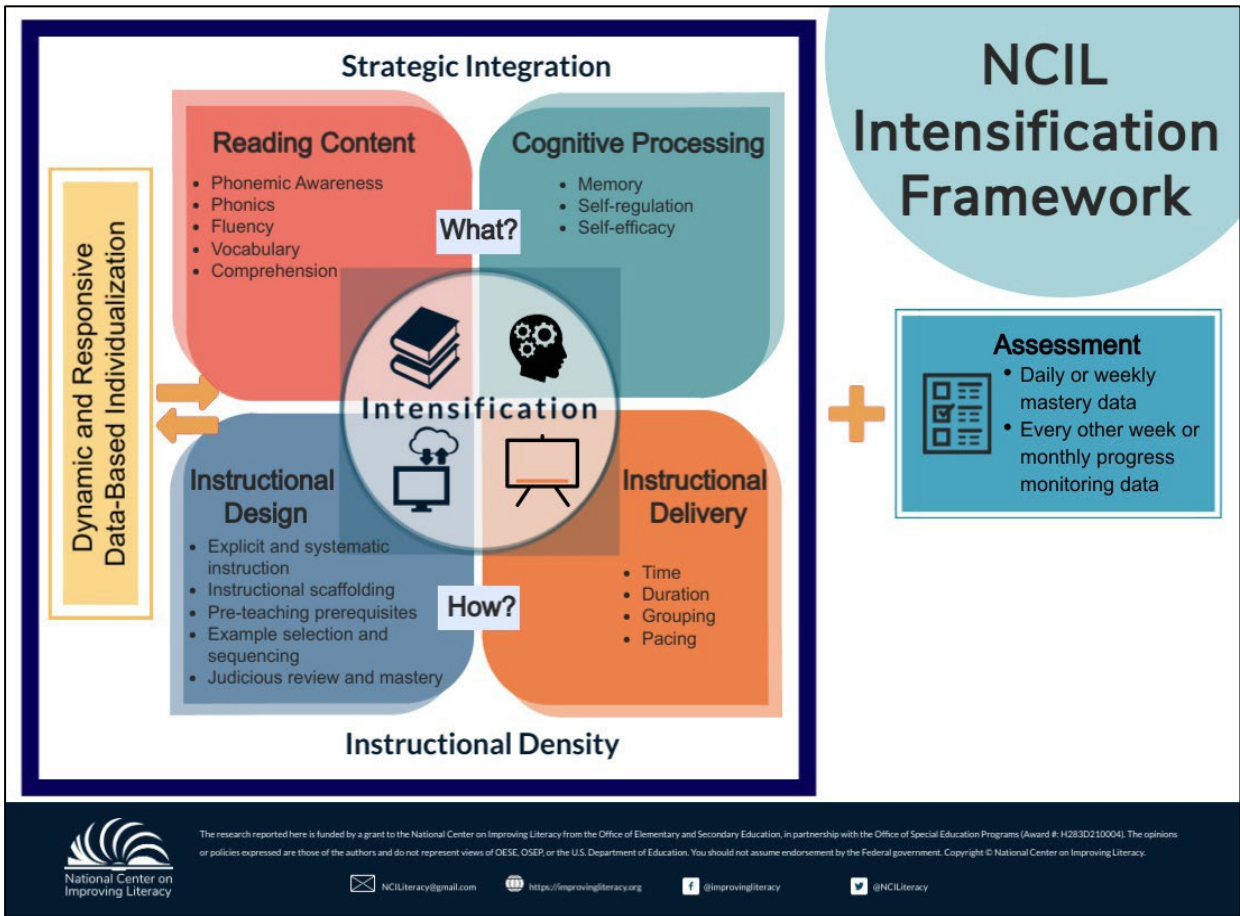 Strategic Integration
NCIL
Intensification
Framework
Dynamic and Responsive
Data-Based Individualization
Reading Content
• Phonemic Awareness
• Phonics
• Fluency
• Vocabulary
• Comprehension
Cognitive Processing
• Memory
• Self-regulation
• Self-efficacy
What?
Intensification
Instructional
Design
• Explicit and systematic
instruction
• Instructional scaffolding
• Pre-teaching prerequisites
• Example selection and
sequencing
• Judicious review and mastery
How?
Instructional
Delivery
• Time
• Duration
• Grouping
• Pacing
Instructional Density
Assessment
• Daily or weekly
mastery data
• Every other week or
monthly progress
monitoring data
National Center on
Improving Literacy
The research reported here is funded by a grant to the National Center on Improving Literacy from the Office of Elementary and Secondary Education, in partnership with the Office of Special Education Programs (Award #: H283D210004). The opinions
or policies expressed are those of the authors and do not represent views of OESE, OSEP, or the U.S. Department of Education. You should not assume endorsement by the Federal government. Copyright © National Center on Improving Literacy.
NCILiteracy@gmail.com
https://improvingliteracy.org
@improvingliteracy
@NCILiteracy